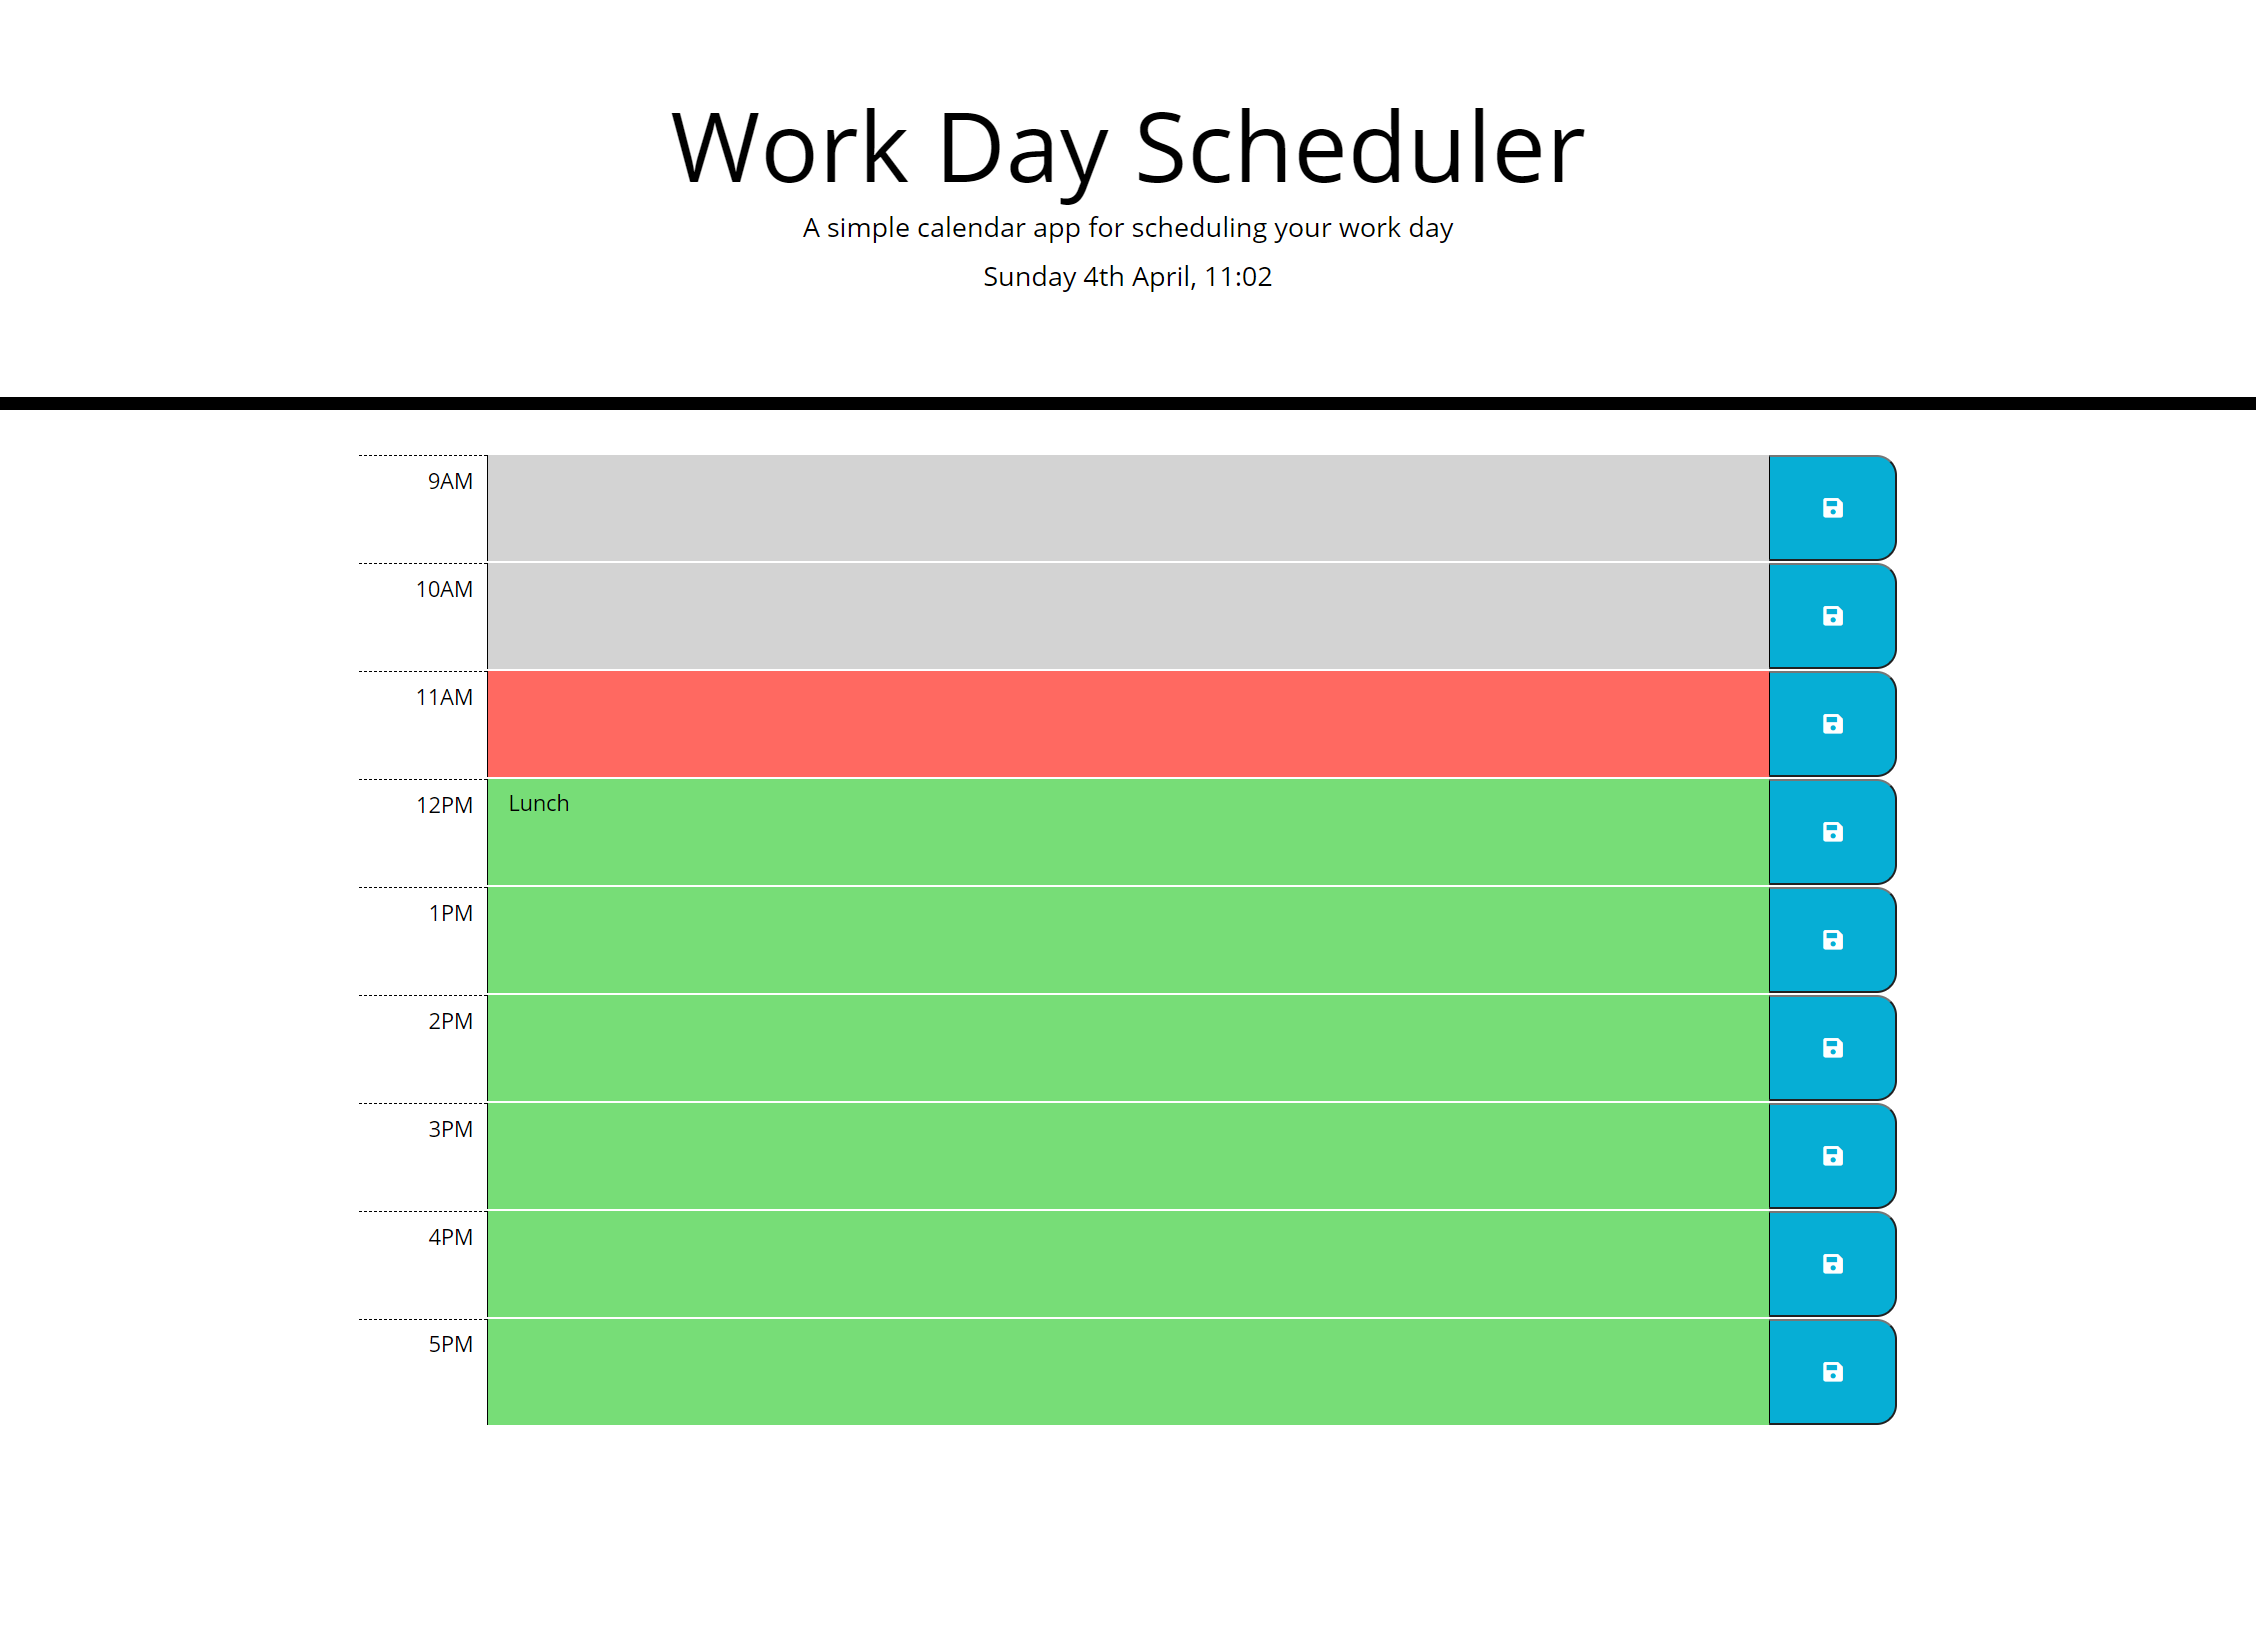 Work Day Scheduler
A simple calendar app for scheduling your work day
Sunday 4th April, 11:02
9AM
10AM
11AM
12PM Lunch
1PM
2PM
3PM
4PM
5PM